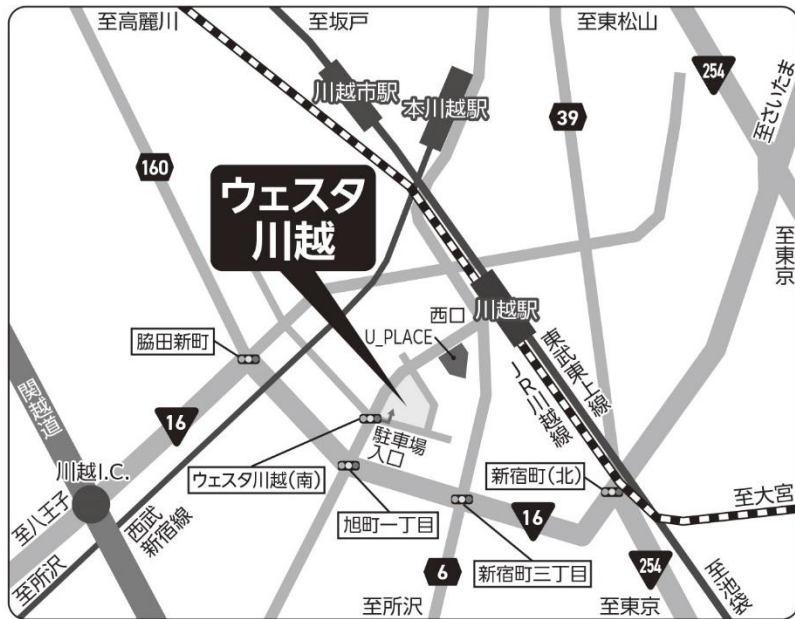 至高麗川
至坂戸
至東松山
254
至さいたま
川越市駅
本川越駅
39
160
ウェスタ
川越
至東京
川越駅
西口
U_PLACE
脇田新町
東武東上線
JR川越線
関越道
16
駐車場
入口
川越I.C.
ウェスタ川越(南)
新宿町(北)
至大宮
至八王子
西武
新宿線
旭町一丁目
16
至所沢
6
新宿町三丁目
254
至池袋
至所沢
至東京